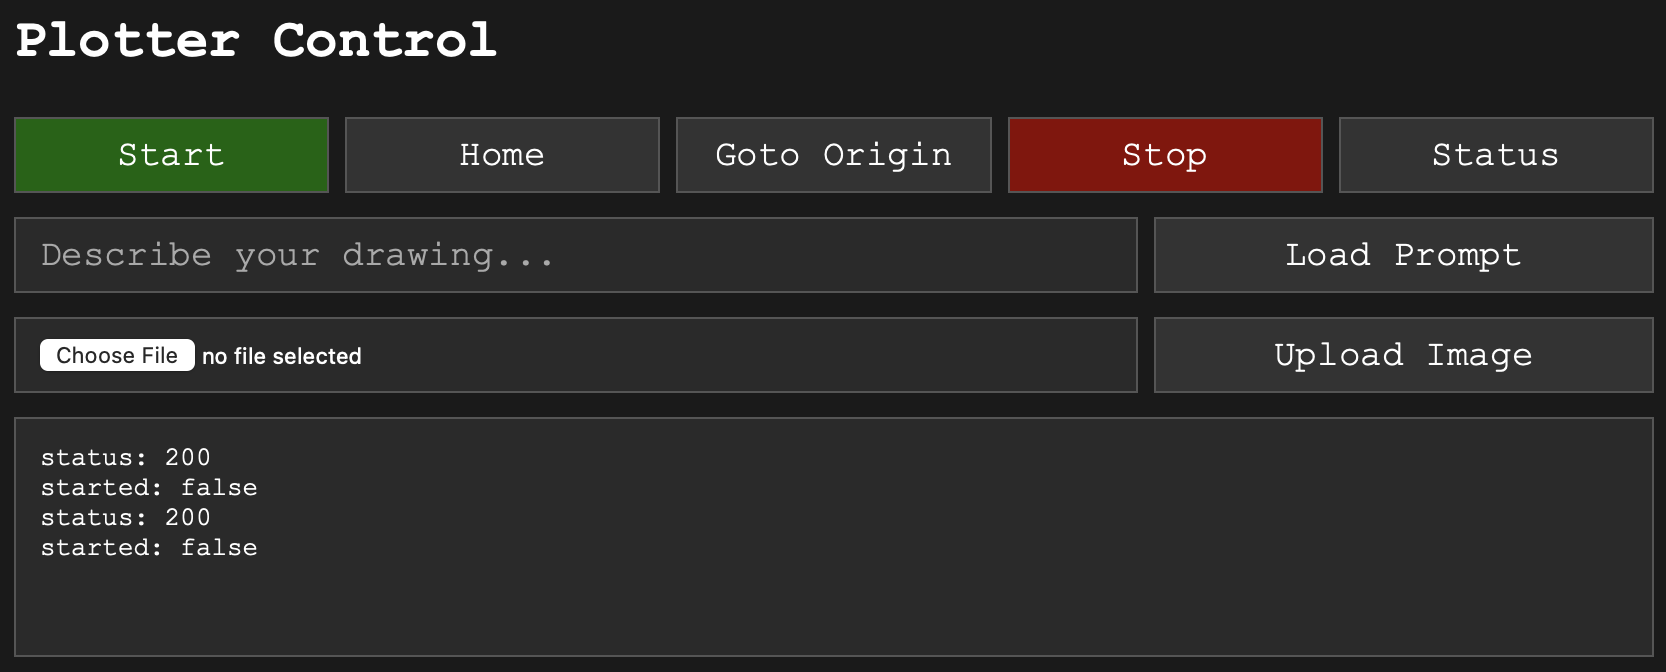 Plotter Control
Start
Home
Goto Origin
Stop
Status
Describe your drawing...
Load Prompt
Choose File no file selected
Upload Image
status: 200
started: false
status: 200
started: false